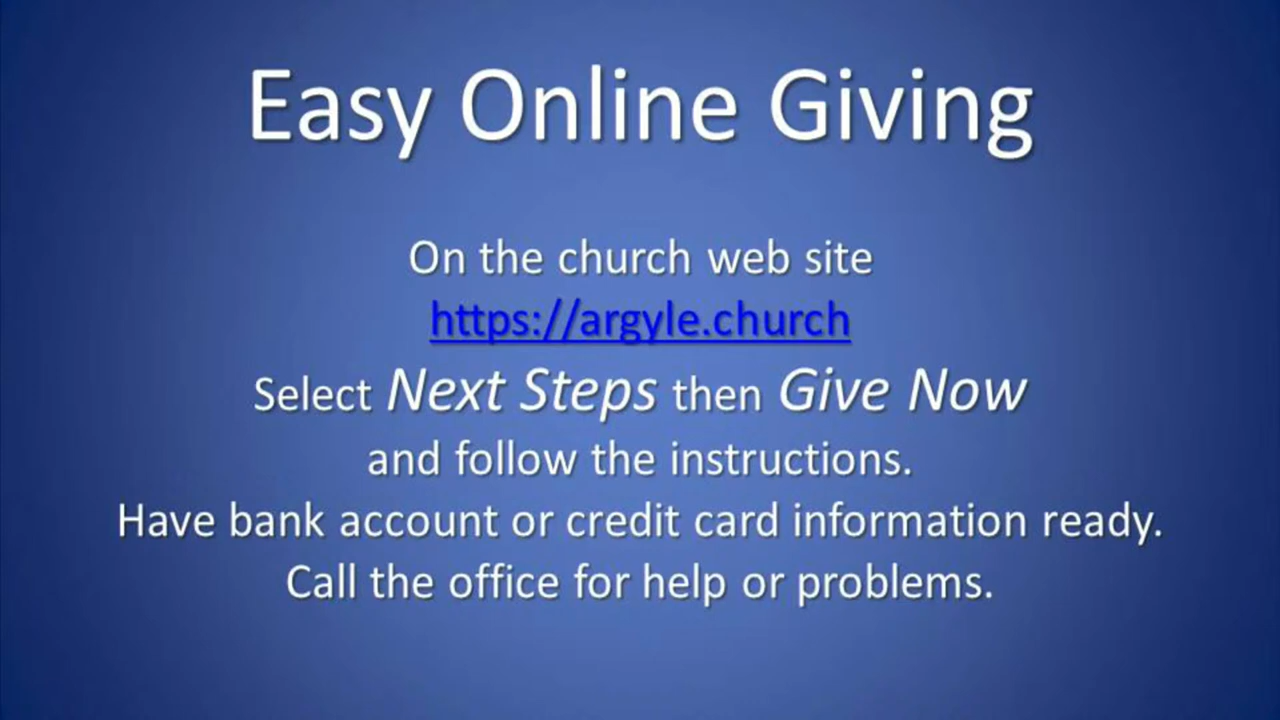 Easy Online Giving
On the church web site
https://argyle.church
Select Next Steps then Give Now
and follow the instructions.
Have bank account or credit card information ready.
Call the office for help or problems.